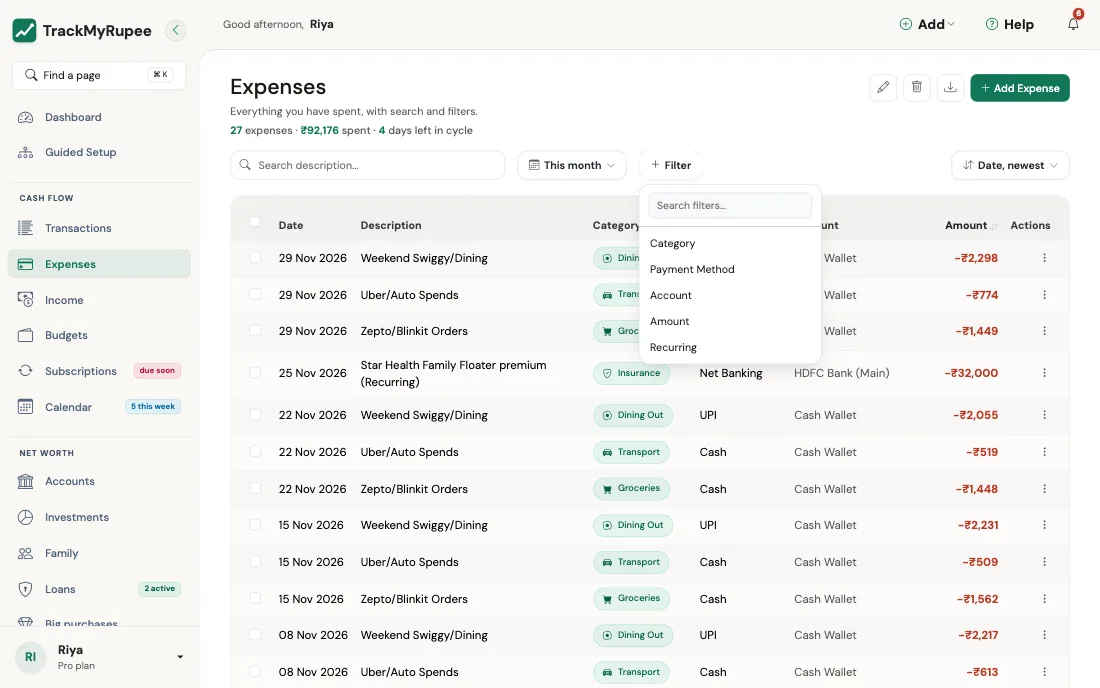 TrackMyRupee
Good afternoon, Riya
Add
Help
6
Find a page
⌘ K
Dashboard
Guided Setup
CASH FLOW
Transactions
Expenses
Income
Budgets
Subscriptions
due soon
Calendar
5 this week
NET WORTH
Accounts
Investments
Family
Loans
2 active
Big purchases
RI
Riya
Pro plan
Expenses
Everything you have spent, with search and filters.
27 expenses · ₹92,176 spent · 4 days left in cycle
+ Add Expense
Search description...
This month
+ Filter
Date, newest
Search filters...
Category
Payment Method
Account
Amount
Recurring
Date Description Category unt Amount Actions
29 Nov 2026 Weekend Swiggy/Dining Dinin Wallet -₹2,298
29 Nov 2026 Uber/Auto Spends Trans Wallet -₹774
29 Nov 2026 Zepto/Blinkit Orders Groc Wallet -₹1,449
25 Nov 2026 Star Health Family Floater premium (Recurring) Insurance Net Banking HDFC Bank (Main) -₹32,000
22 Nov 2026 Weekend Swiggy/Dining Dining Out UPI Cash Wallet -₹2,055
22 Nov 2026 Uber/Auto Spends Transport Cash Cash Wallet -₹519
22 Nov 2026 Zepto/Blinkit Orders Groceries Cash Cash Wallet -₹1,448
15 Nov 2026 Weekend Swiggy/Dining Dining Out UPI Cash Wallet -₹2,231
15 Nov 2026 Uber/Auto Spends Transport Cash Cash Wallet -₹509
15 Nov 2026 Zepto/Blinkit Orders Groceries Cash Cash Wallet -₹1,562
08 Nov 2026 Weekend Swiggy/Dining Dining Out UPI Cash Wallet -₹2,217
08 Nov 2026 Uber/Auto Spends Transport Cash Cash Wallet -₹613